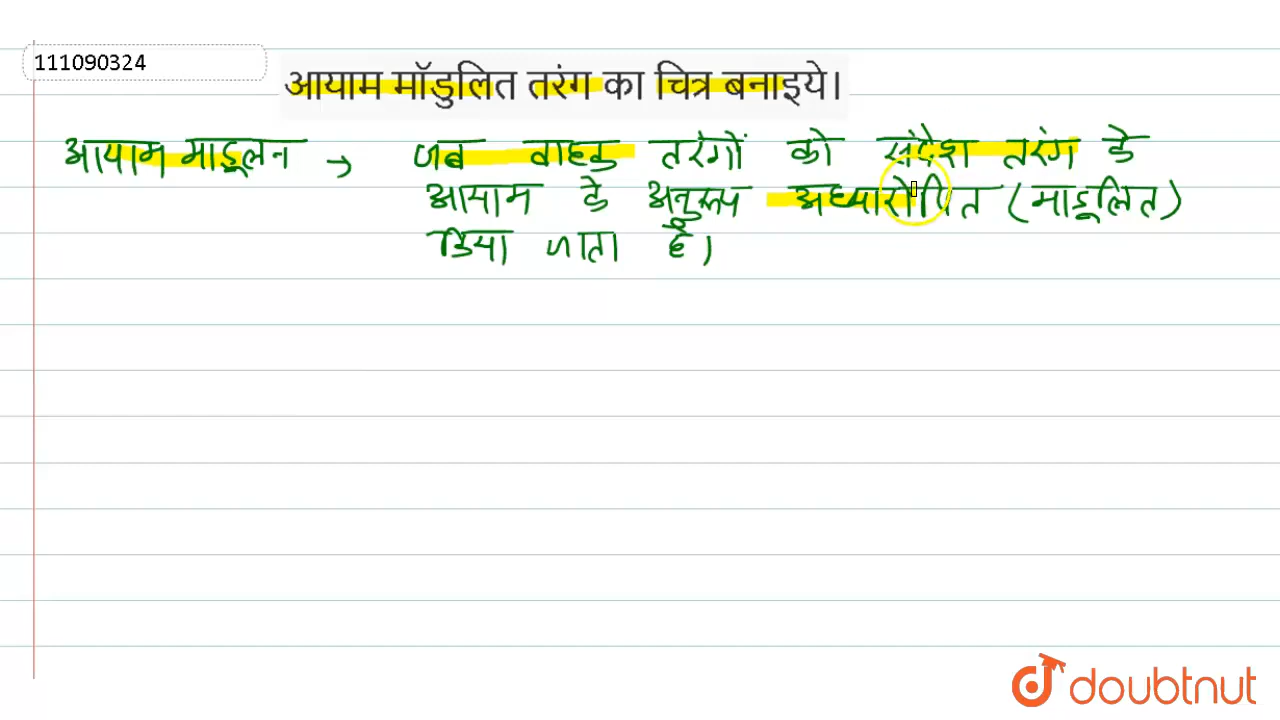 111090324
आयाम मॉडुलित तरंग का चित्र बनाइये।
आयाम माडूलन → जब वाहक तरंगों को संदेश तरंग के
आयाम के अनुरूप अध्यारोपित (माडूलित)
किया जाता है।
doubtnut